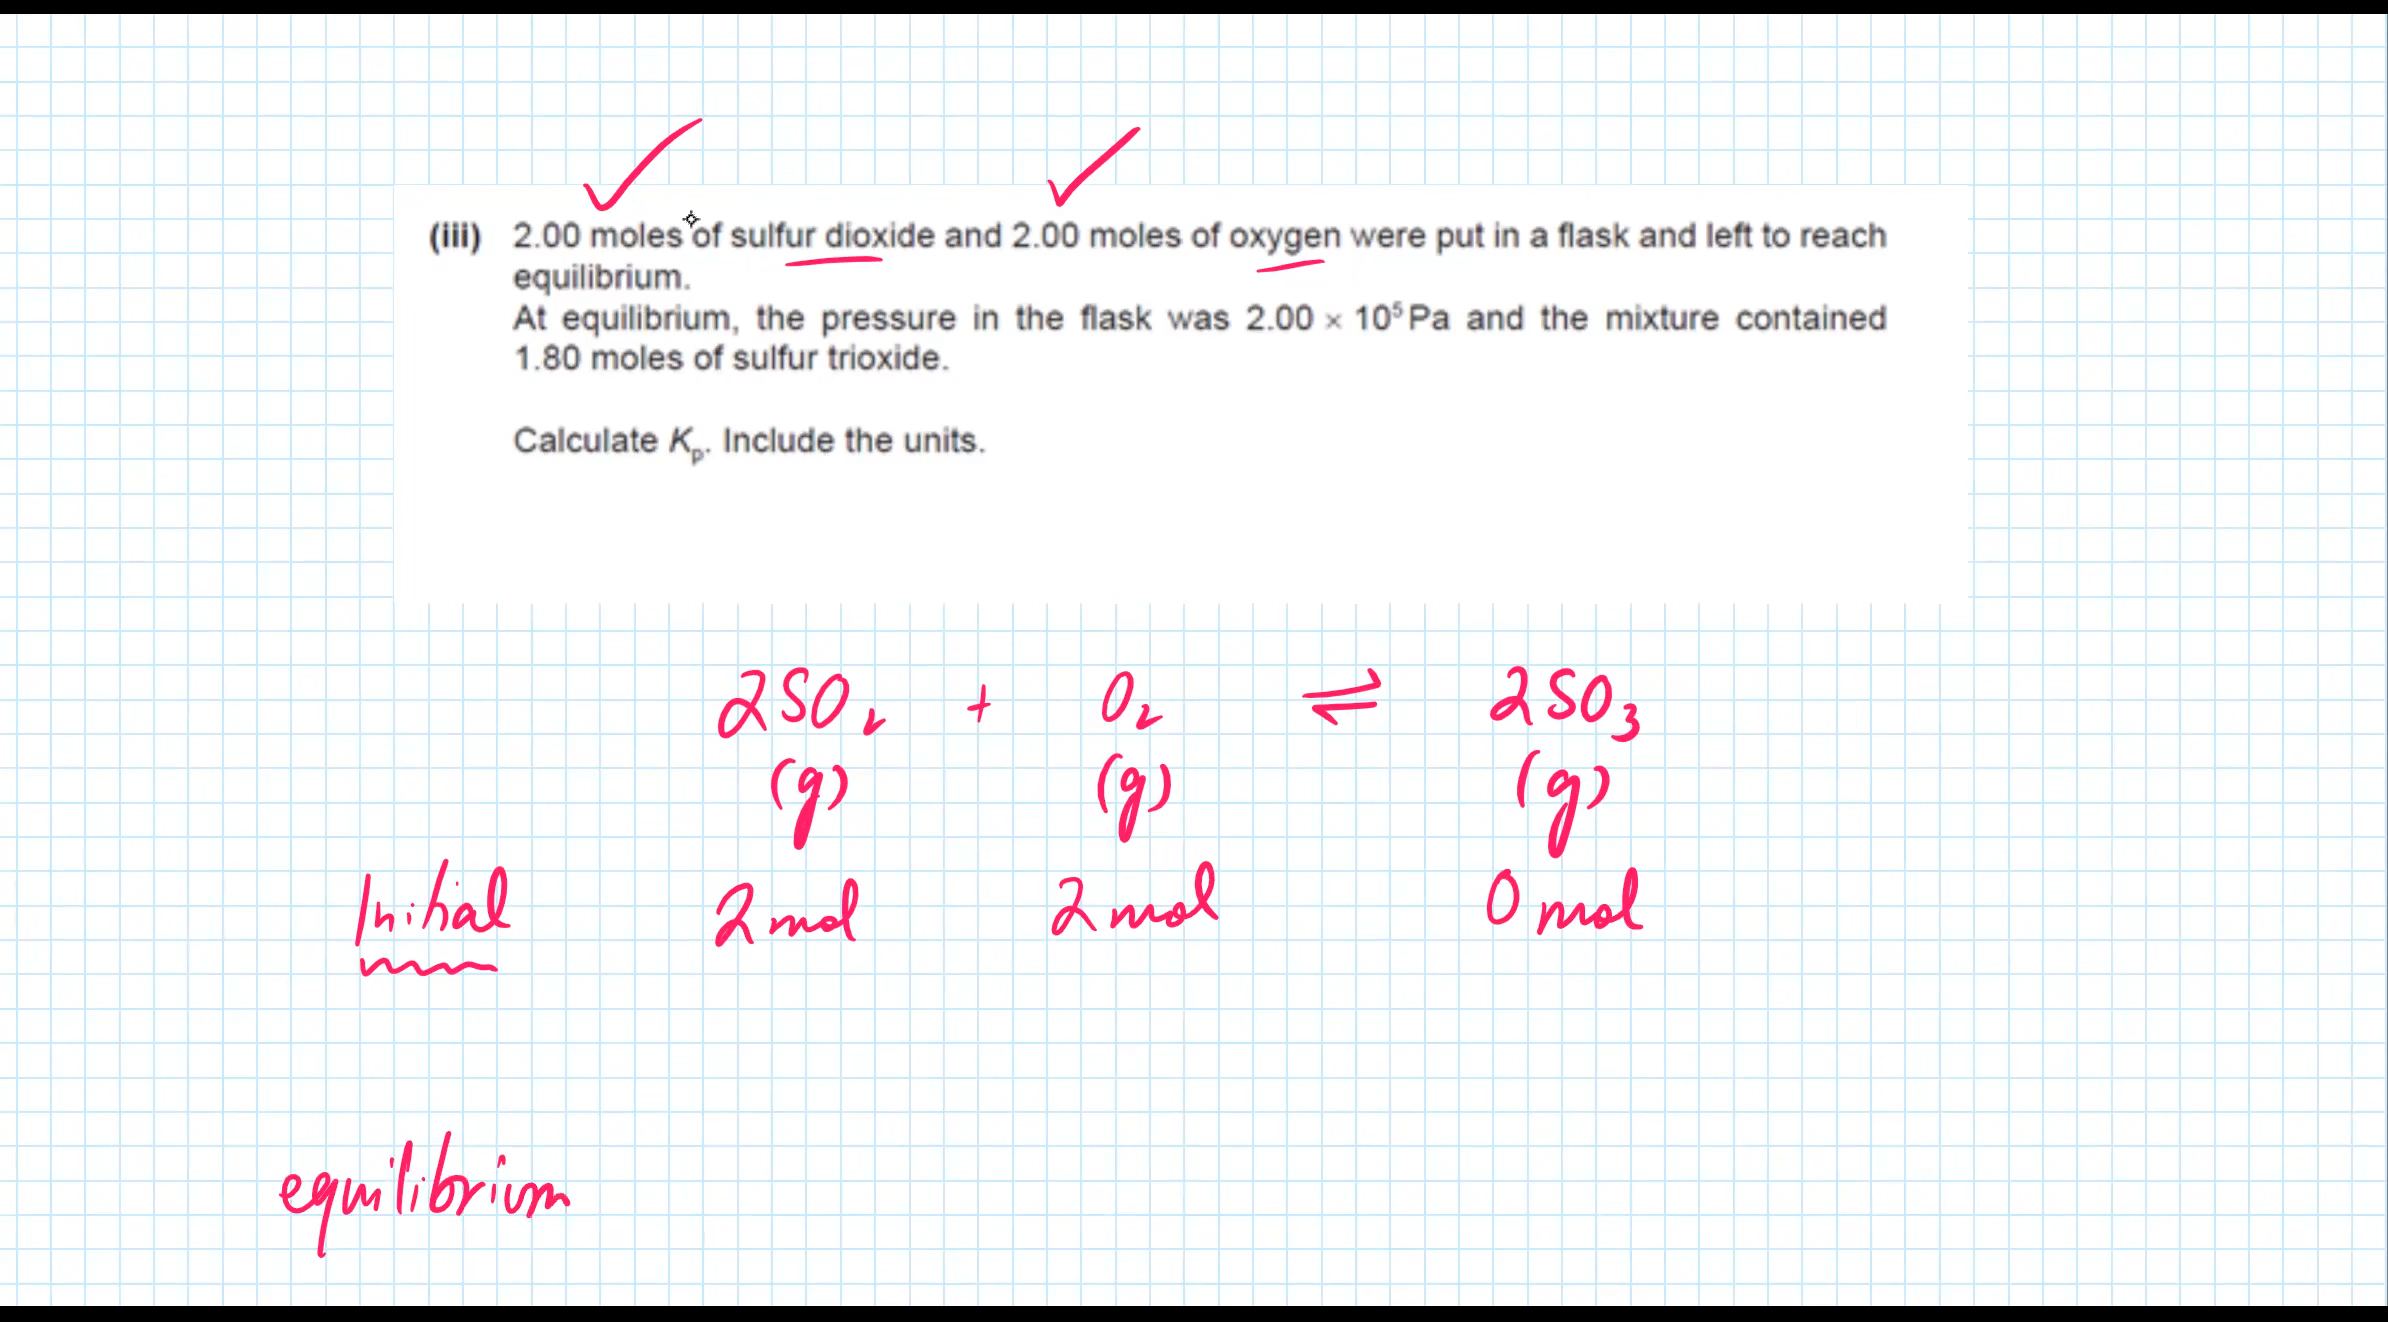 (iii) 2.00 moles of sulfur dioxide and 2.00 moles of oxygen were put in a flask and left to reach
equilibrium.
At equilibrium, the pressure in the flask was 2.00 × 10⁵ Pa and the mixture contained
1.80 moles of sulfur trioxide.
Calculate Kₚ. Include the units.
2SO₂ + O₂ ⇌ 2SO₃
(g) (g) (g)
Initial 2 mol 2 mol 0 mol
equilibrium